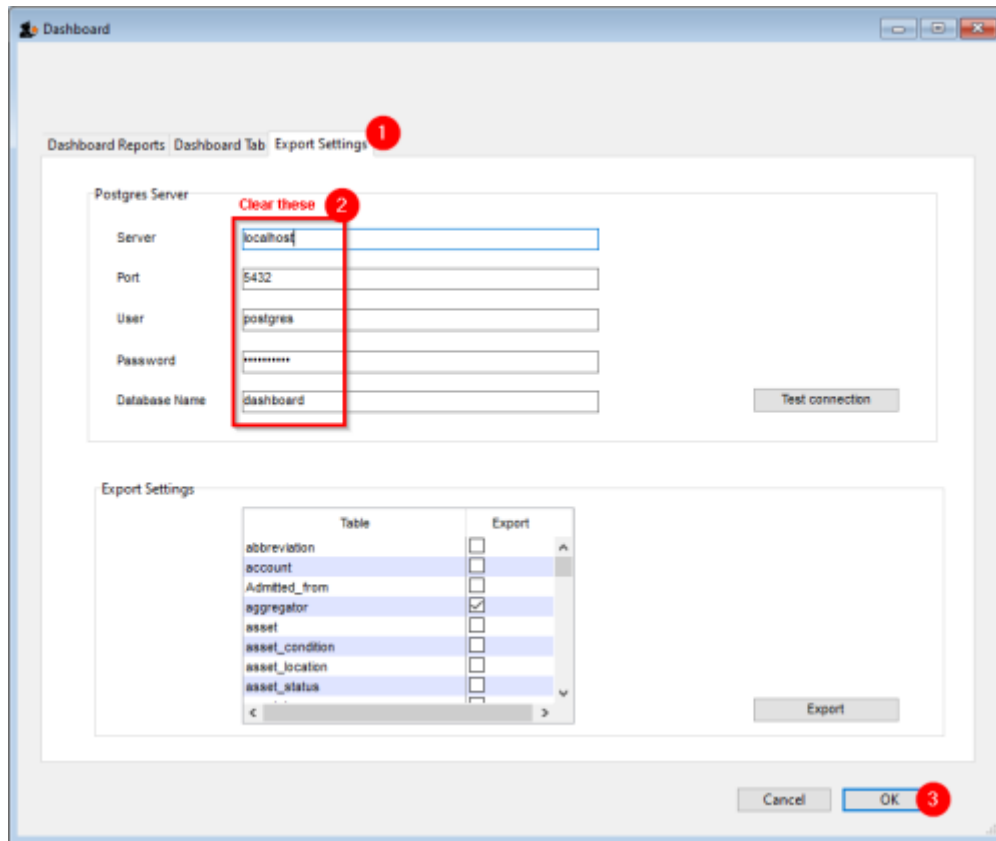 Dashboard
Dashboard Reports Dashboard Tab Export Settings 1
Postgres Server
Clear these 2
Server localhost
Port 5432
User postgres
Password ••••••••••
Database Name dashboard Test connection
Export Settings
Table Export
abbreviation
account
Admitted_from
aggregator
asset
asset_condition
asset_location
asset_status
Export
Cancel OK 3